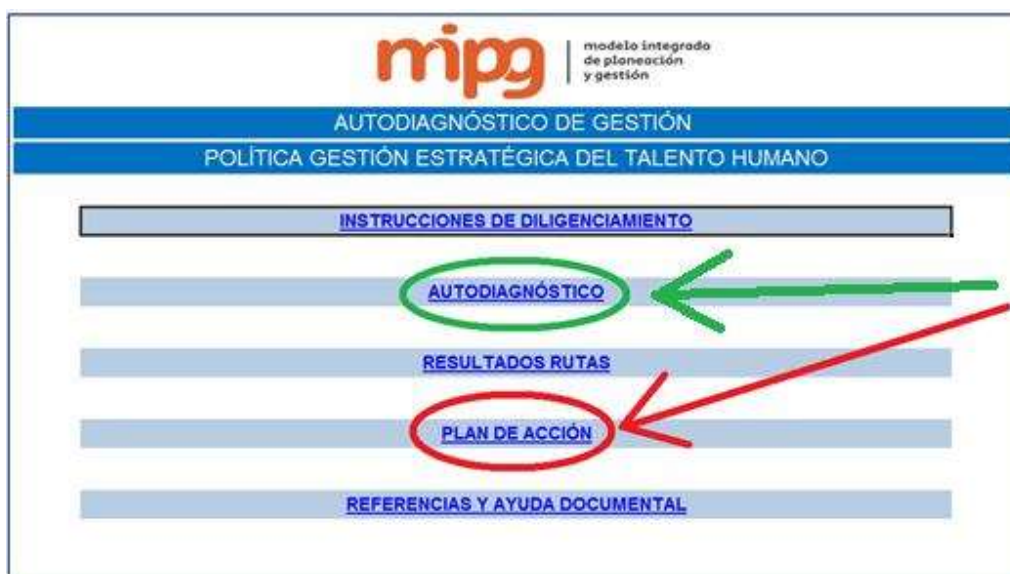 mipg
modelo integrado
de planeación
y gestión
AUTODIAGNÓSTICO DE GESTIÓN
POLÍTICA GESTIÓN ESTRATÉGICA DEL TALENTO HUMANO
INSTRUCCIONES DE DILIGENCIAMIENTO
AUTODIAGNÓSTICO
RESULTADOS RUTAS
PLAN DE ACCIÓN
REFERENCIAS Y AYUDA DOCUMENTAL